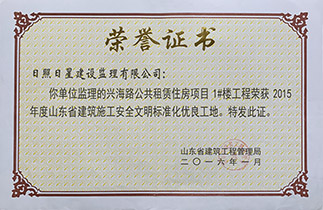 荣誉证书
日照日星建设监理有限公司：
你单位监理的兴海路公共租赁住房项目 1#楼工程荣获 2015
年度山东省建筑施工安全文明标准化优良工地。特发此证。
山东省建筑工程管理局
二〇一六年一月